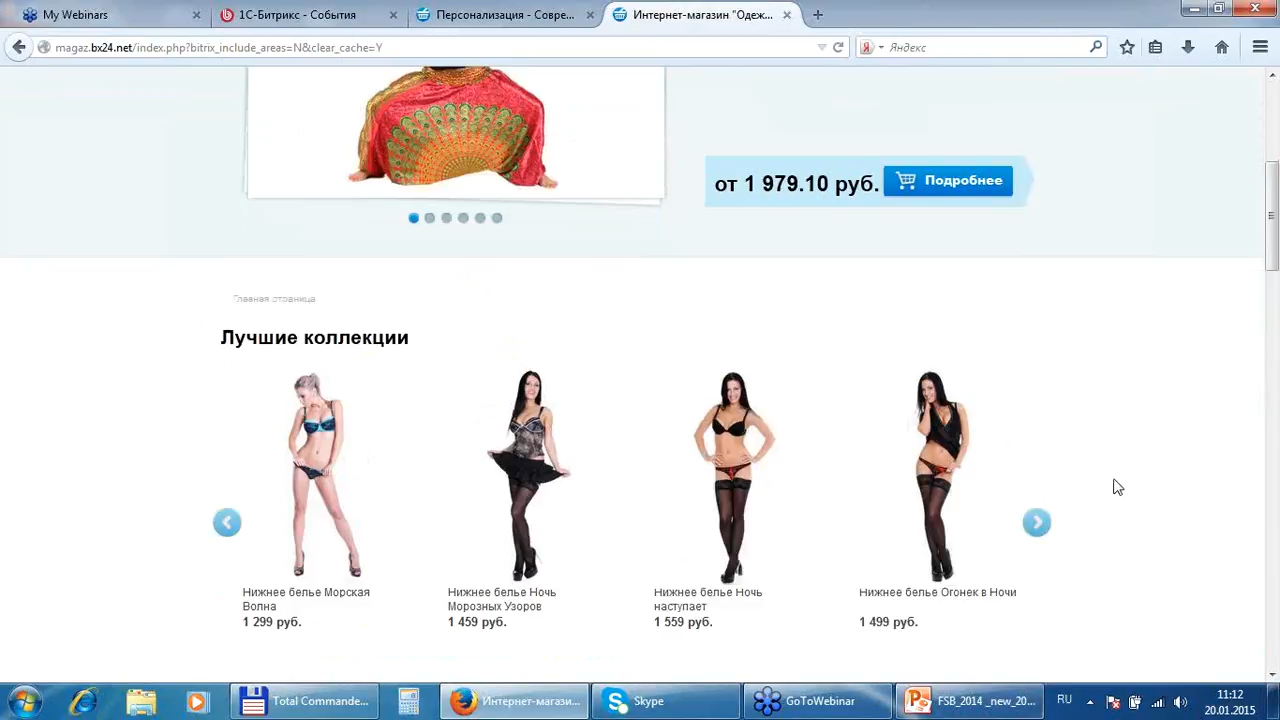 My Webinars
1С-Битрикс - События
Персонализация - Совре...
Интернет-магазин "Одеж...
magaz.bx24.net/index.php?bitrix_include_areas=N&clear_cache=Y
Яндекс
от 1 979.10 руб.
Подробнее
Главная страница
Лучшие коллекции
Нижнее белье Морская
Волна
1 299 руб.
Нижнее белье Ночь
Морозных Узоров
1 459 руб.
Нижнее белье Ночь
наступает
1 559 руб.
Нижнее белье Огонек в Ночи
1 499 руб.
Total Commande...
Интернет-магази...
Skype
GoToWebinar
FSB_2014 _new_20...
RU
11:12
20.01.2015